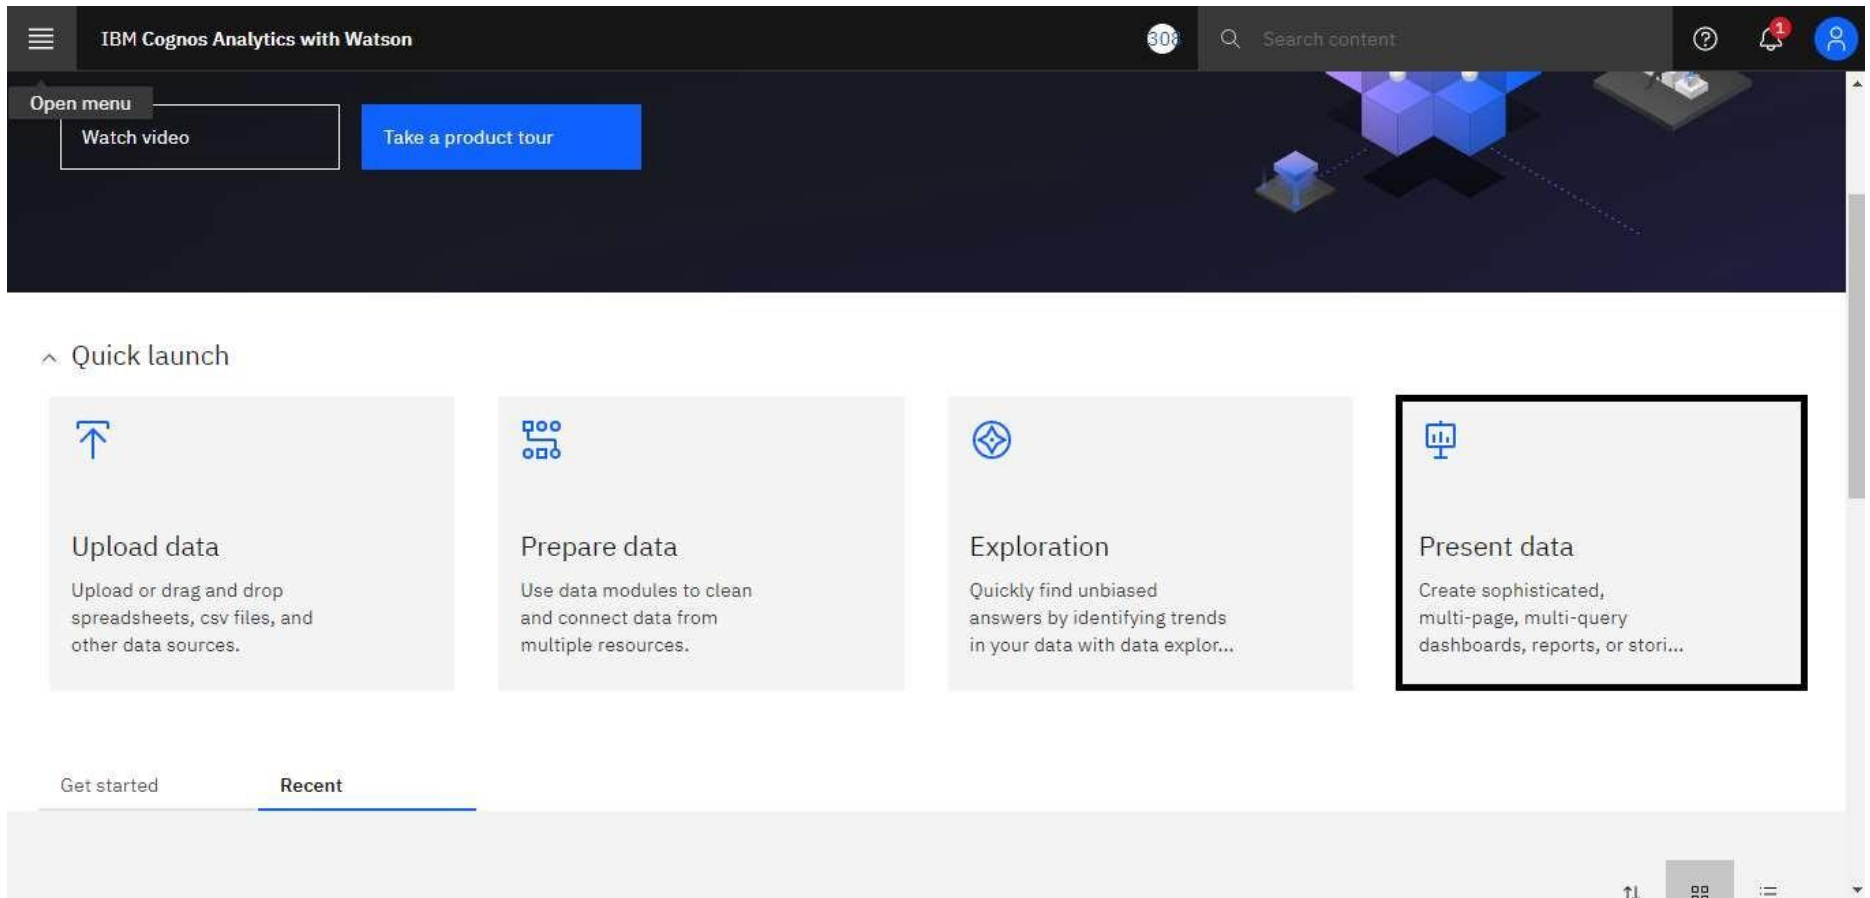 IBM Cognos Analytics with Watson
308
Search content
1
Open menu
Watch video
Take a product tour
Quick launch
Upload data
Upload or drag and drop
spreadsheets, csv files, and
other data sources.
Prepare data
Use data modules to clean
and connect data from
multiple resources.
Exploration
Quickly find unbiased
answers by identifying trends
in your data with data explor...
Present data
Create sophisticated,
multi-page, multi-query
dashboards, reports, or stori...
Get started
Recent